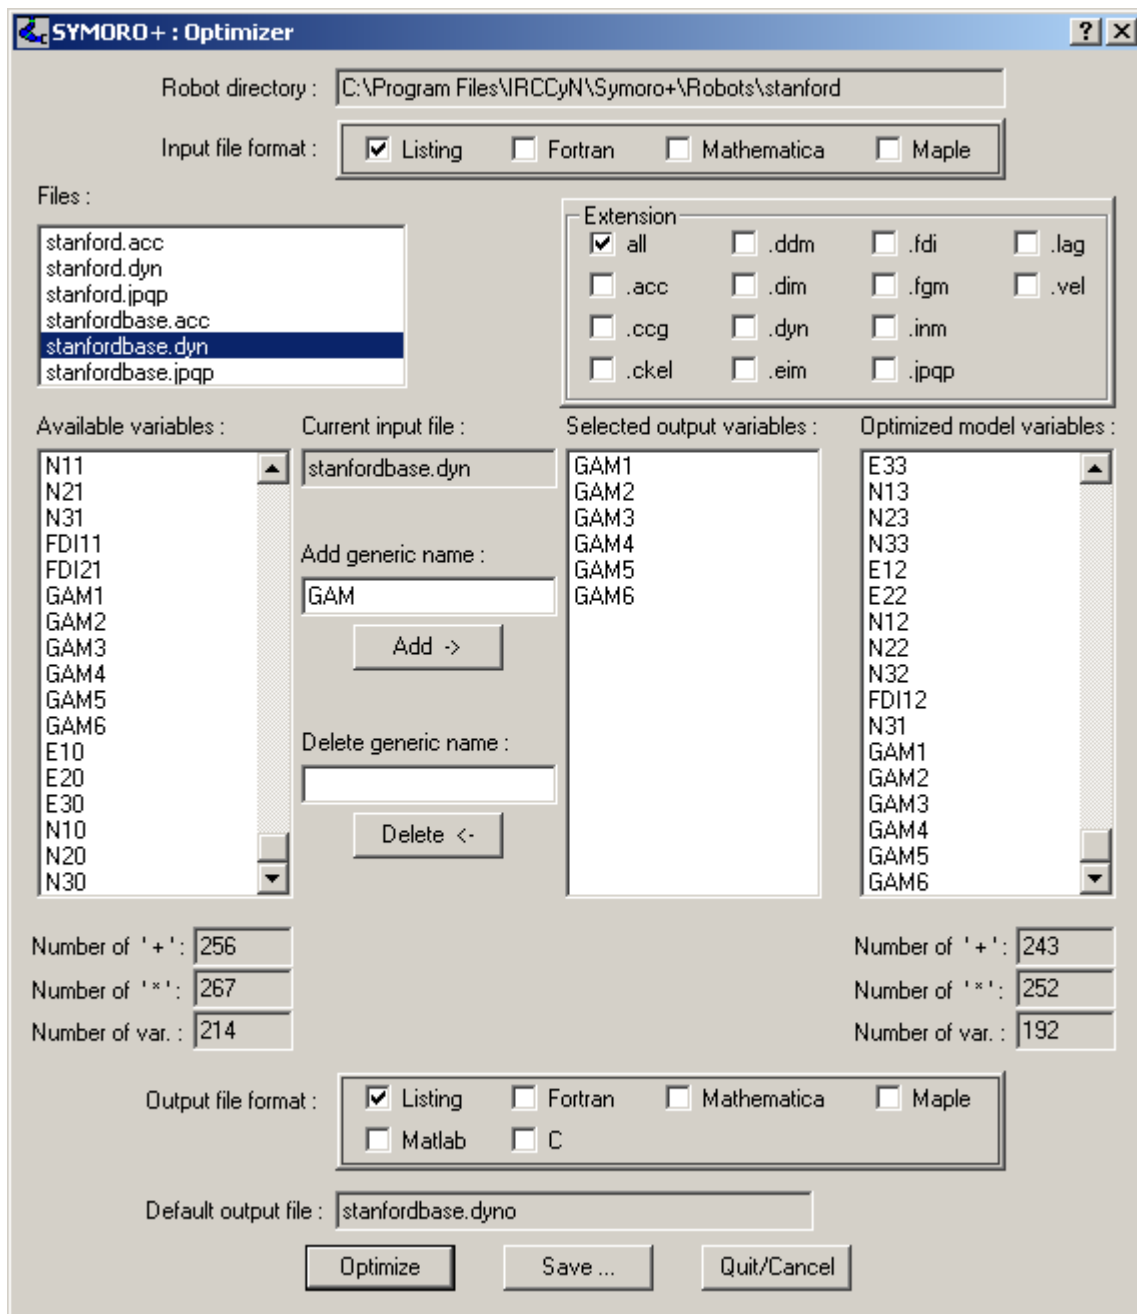 SYMORO+ : Optimizer
Robot directory : C:\Program Files\IRCCyN\Symoro+\Robots\stanford
Input file format : Listing Fortran Mathematica Maple
Files :
stanford.acc
stanford.dyn
stanford.jpqp
stanfordbase.acc
stanfordbase.dyn
stanfordbase.jpqp
Extension
all .ddm .fdi .lag
.acc .dim .fgm .vel
.ccg .dyn .inm
.ckel .eim .jpqp
Available variables :
N11
N21
N31
FDI11
FDI21
GAM1
GAM2
GAM3
GAM4
GAM5
GAM6
E10
E20
E30
N10
N20
N30
Current input file :
stanfordbase.dyn
Add generic name :
GAM
Add ->
Delete generic name :
Delete <-
Selected output variables :
GAM1
GAM2
GAM3
GAM4
GAM5
GAM6
Optimized model variables :
E33
N13
N23
N33
E12
E22
N12
N22
N32
FDI12
N31
GAM1
GAM2
GAM3
GAM4
GAM5
GAM6
Number of '+': 256
Number of '*': 267
Number of var. : 214
Number of '+': 243
Number of '*': 252
Number of var. : 192
Output file format : Listing Fortran Mathematica Maple
Matlab C
Default output file : stanfordbase.dyno
Optimize Save ... Quit/Cancel